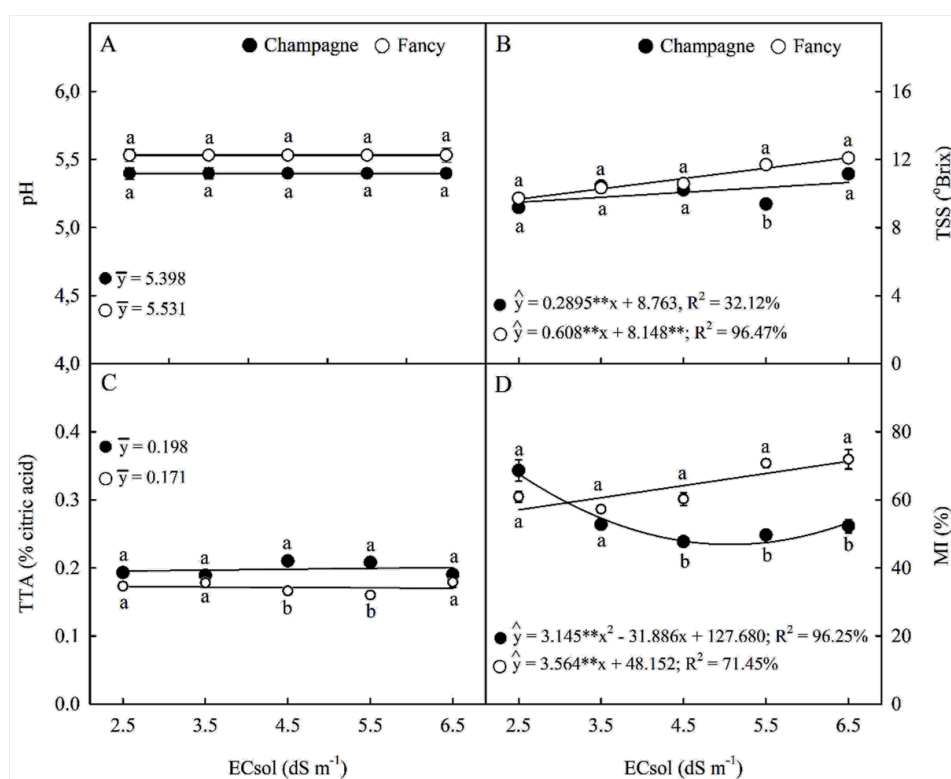 A
Champagne Fancy
6,0
5,5
5,0
4,5
4,0
pH
a a a a a
a a a a a
y̅ = 5.398
y̅ = 5.531
B
Champagne Fancy
16
12
8
4
0
TSS (ºBrix)
a a a a a
a a a b a
ŷ = 0.2895**x + 8.763, R² = 32.12%
ŷ = 0.608**x + 8.148**; R² = 96.47%
C
0.4
0.3
0.2
0.1
0.0
TTA (% citric acid)
y̅ = 0.198
y̅ = 0.171
a a a a a
a a b b a
2.5 3.5 4.5 5.5 6.5
ECsol (dS m⁻¹)
D
80
60
40
20
0
MI (%)
a a a a a
a a b b b
ŷ = 3.145**x² - 31.886x + 127.680; R² = 96.25%
ŷ = 3.564**x + 48.152; R² = 71.45%
2.5 3.5 4.5 5.5 6.5
ECsol (dS m⁻¹)